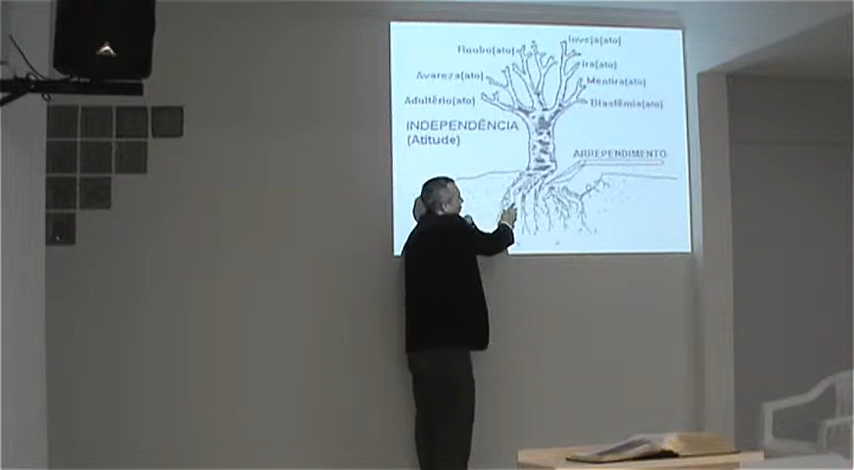 Inveja(ato)
Roubo(ato)
Ira(ato)
Avareza(ato)
Mentira(ato)
Adultério(ato)
Blasfêmia(ato)
INDEPENDÊNCIA
(Atitude)
ARREPENDIMENTO